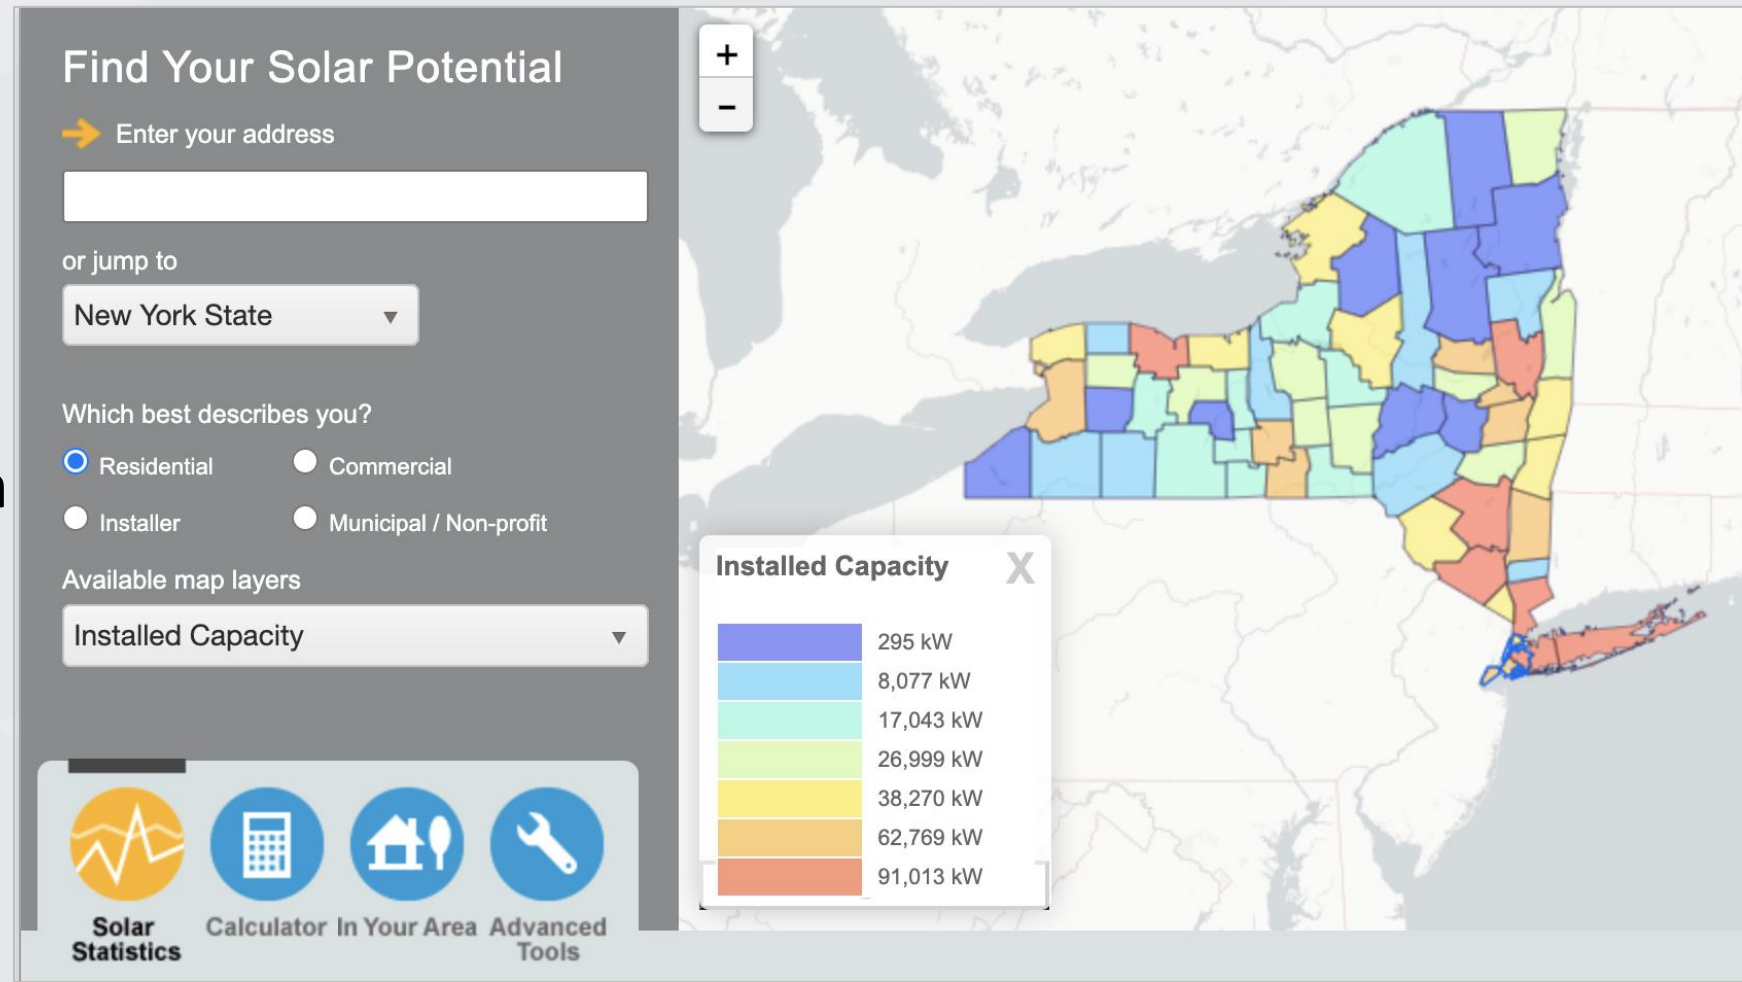 Find Your Solar Potential
Enter your address
or jump to
New York State
Which best describes you?
Residential
Commercial
Installer
Municipal / Non-profit
Available map layers
Installed Capacity
Solar Statistics
Calculator
In Your Area
Advanced Tools
+
-
Installed Capacity X
295 kW
8,077 kW
17,043 kW
26,999 kW
38,270 kW
62,769 kW
91,013 kW